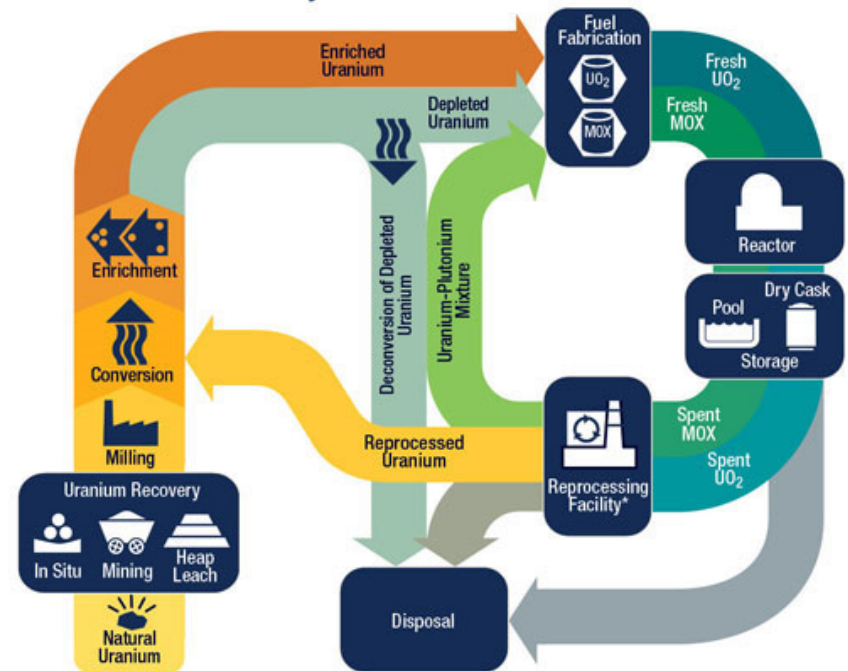 Fuel
Fabrication
UO2
MOX
Enriched
Uranium
Depleted
Uranium
Fresh
UO2
Fresh
MOX
Reactor
Pool
Dry Cask
Storage
Enrichment
Conversion
Milling
Uranium Recovery
In Situ
Mining
Heap
Leach
Natural
Uranium
Deconversion of Depleted
Uranium
Uranium-Plutonium
Mixture
Reprocessed
Uranium
Reprocessing
Facility*
Spent
MOX
Spent
UO2
Disposal